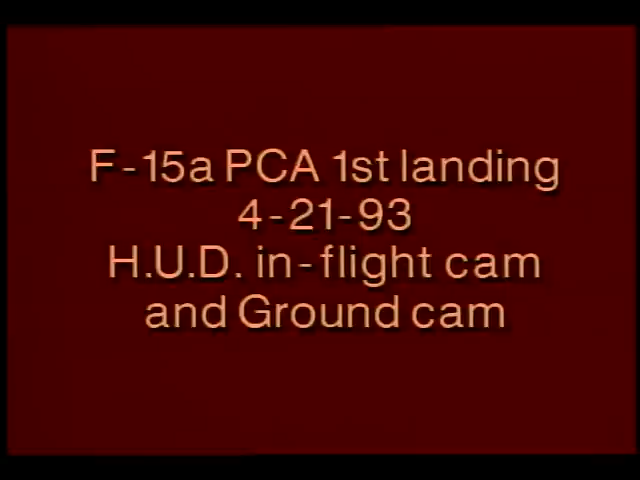 F-15a PCA 1st landing
4-21-93
H.U.D. in-flight cam
and Ground cam